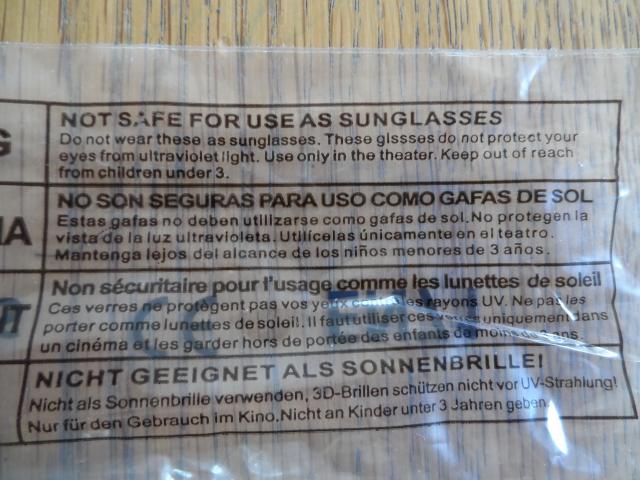 G
NOT SAFE FOR USE AS SUNGLASSES
Do not wear these as sunglasses. These glssses do not protect your
eyes from ultraviolet light. Use only in the theater. Keep out of reach
from children under 3.
IA
NO SON SEGURAS PARA USO COMO GAFAS DE SOL
Estas gafas no deben utilizarse como gafas de sol.No protegen la
vista de la luz ultravioleta. Utilícelas únicamente en el teatro.
Mantenga lejos del alcance de los niños menores de 3 años.
NT
Non sécuritaire pour l'usage comme les lunettes de soleil
Ces verres ne protègent pas vos yeux contre les rayons UV. Ne pas les
porter comme lunettes de soleil. Il faut utiliser ces uniquement dans
un cinéma et les garder hors de portée des enfants de moins de 3 ans.
NICHT GEEIGNET ALS SONNENBRILLE!
Nicht als Sonnenbrille verwenden, 3D-Brillen schützen nicht vor UV-Strahlung!
Nur für den Gebrauch im Kino.Nicht an Kinder unter 3 Jahren geben.